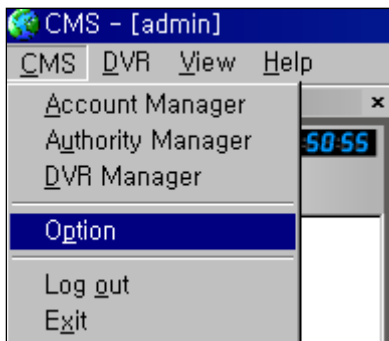 CMS - [admin]
CMS DVR View Help
Account Manager
Authority Manager
:50:55
DVR Manager
Option
Log out
Exit